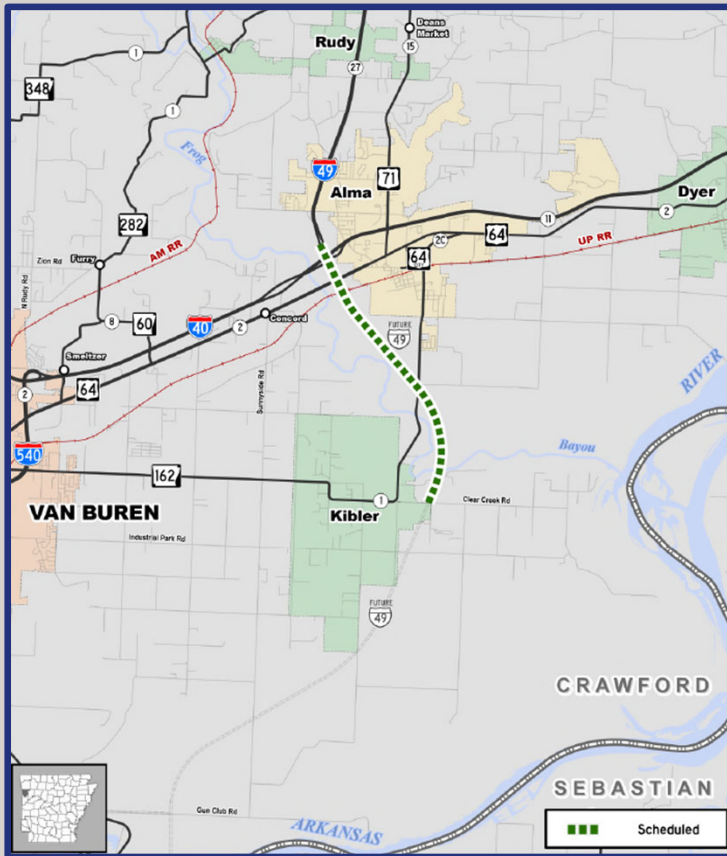 Deans
Market
Rudy
15
27
1
348
1
Frog
49
71
Alma
Dyer
282
11
2
AM RR
2C
64
UP RR
Furry
Zion Rd
64
N Rudy Rd
8
60
40
2
Concord
FUTURE
49
Smeltzer
2
64
Sunnyside Rd
RIVER
540
162
Bayou
VAN BUREN
1
Clear Creek Rd
Kibler
Industrial Park Rd
FUTURE
49
CRAWFORD
SEBASTIAN
Gun Club Rd
ARKANSAS
Scheduled